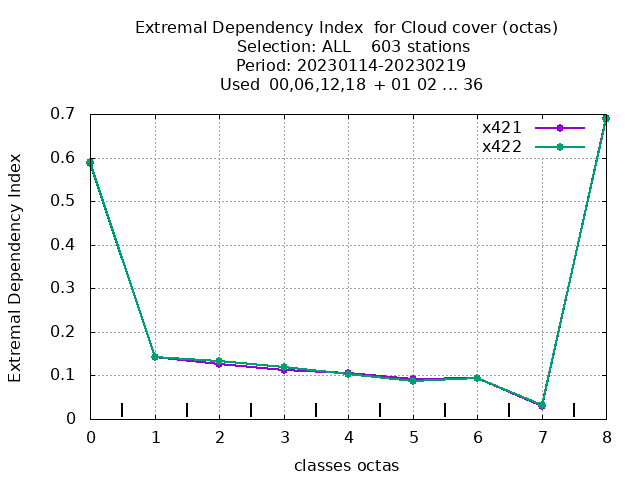 Extremal Dependency Index  for Cloud cover (octas)
Selection: ALL    603 stations
Period: 20230114-20230219
Used  00,06,12,18  + 01 02 ... 36
x421
x422
0.7
0.6
0.5
0.4
0.3
0.2
0.1
0
Extremal Dependency Index
0 1 2 3 4 5 6 7 8
classes octas